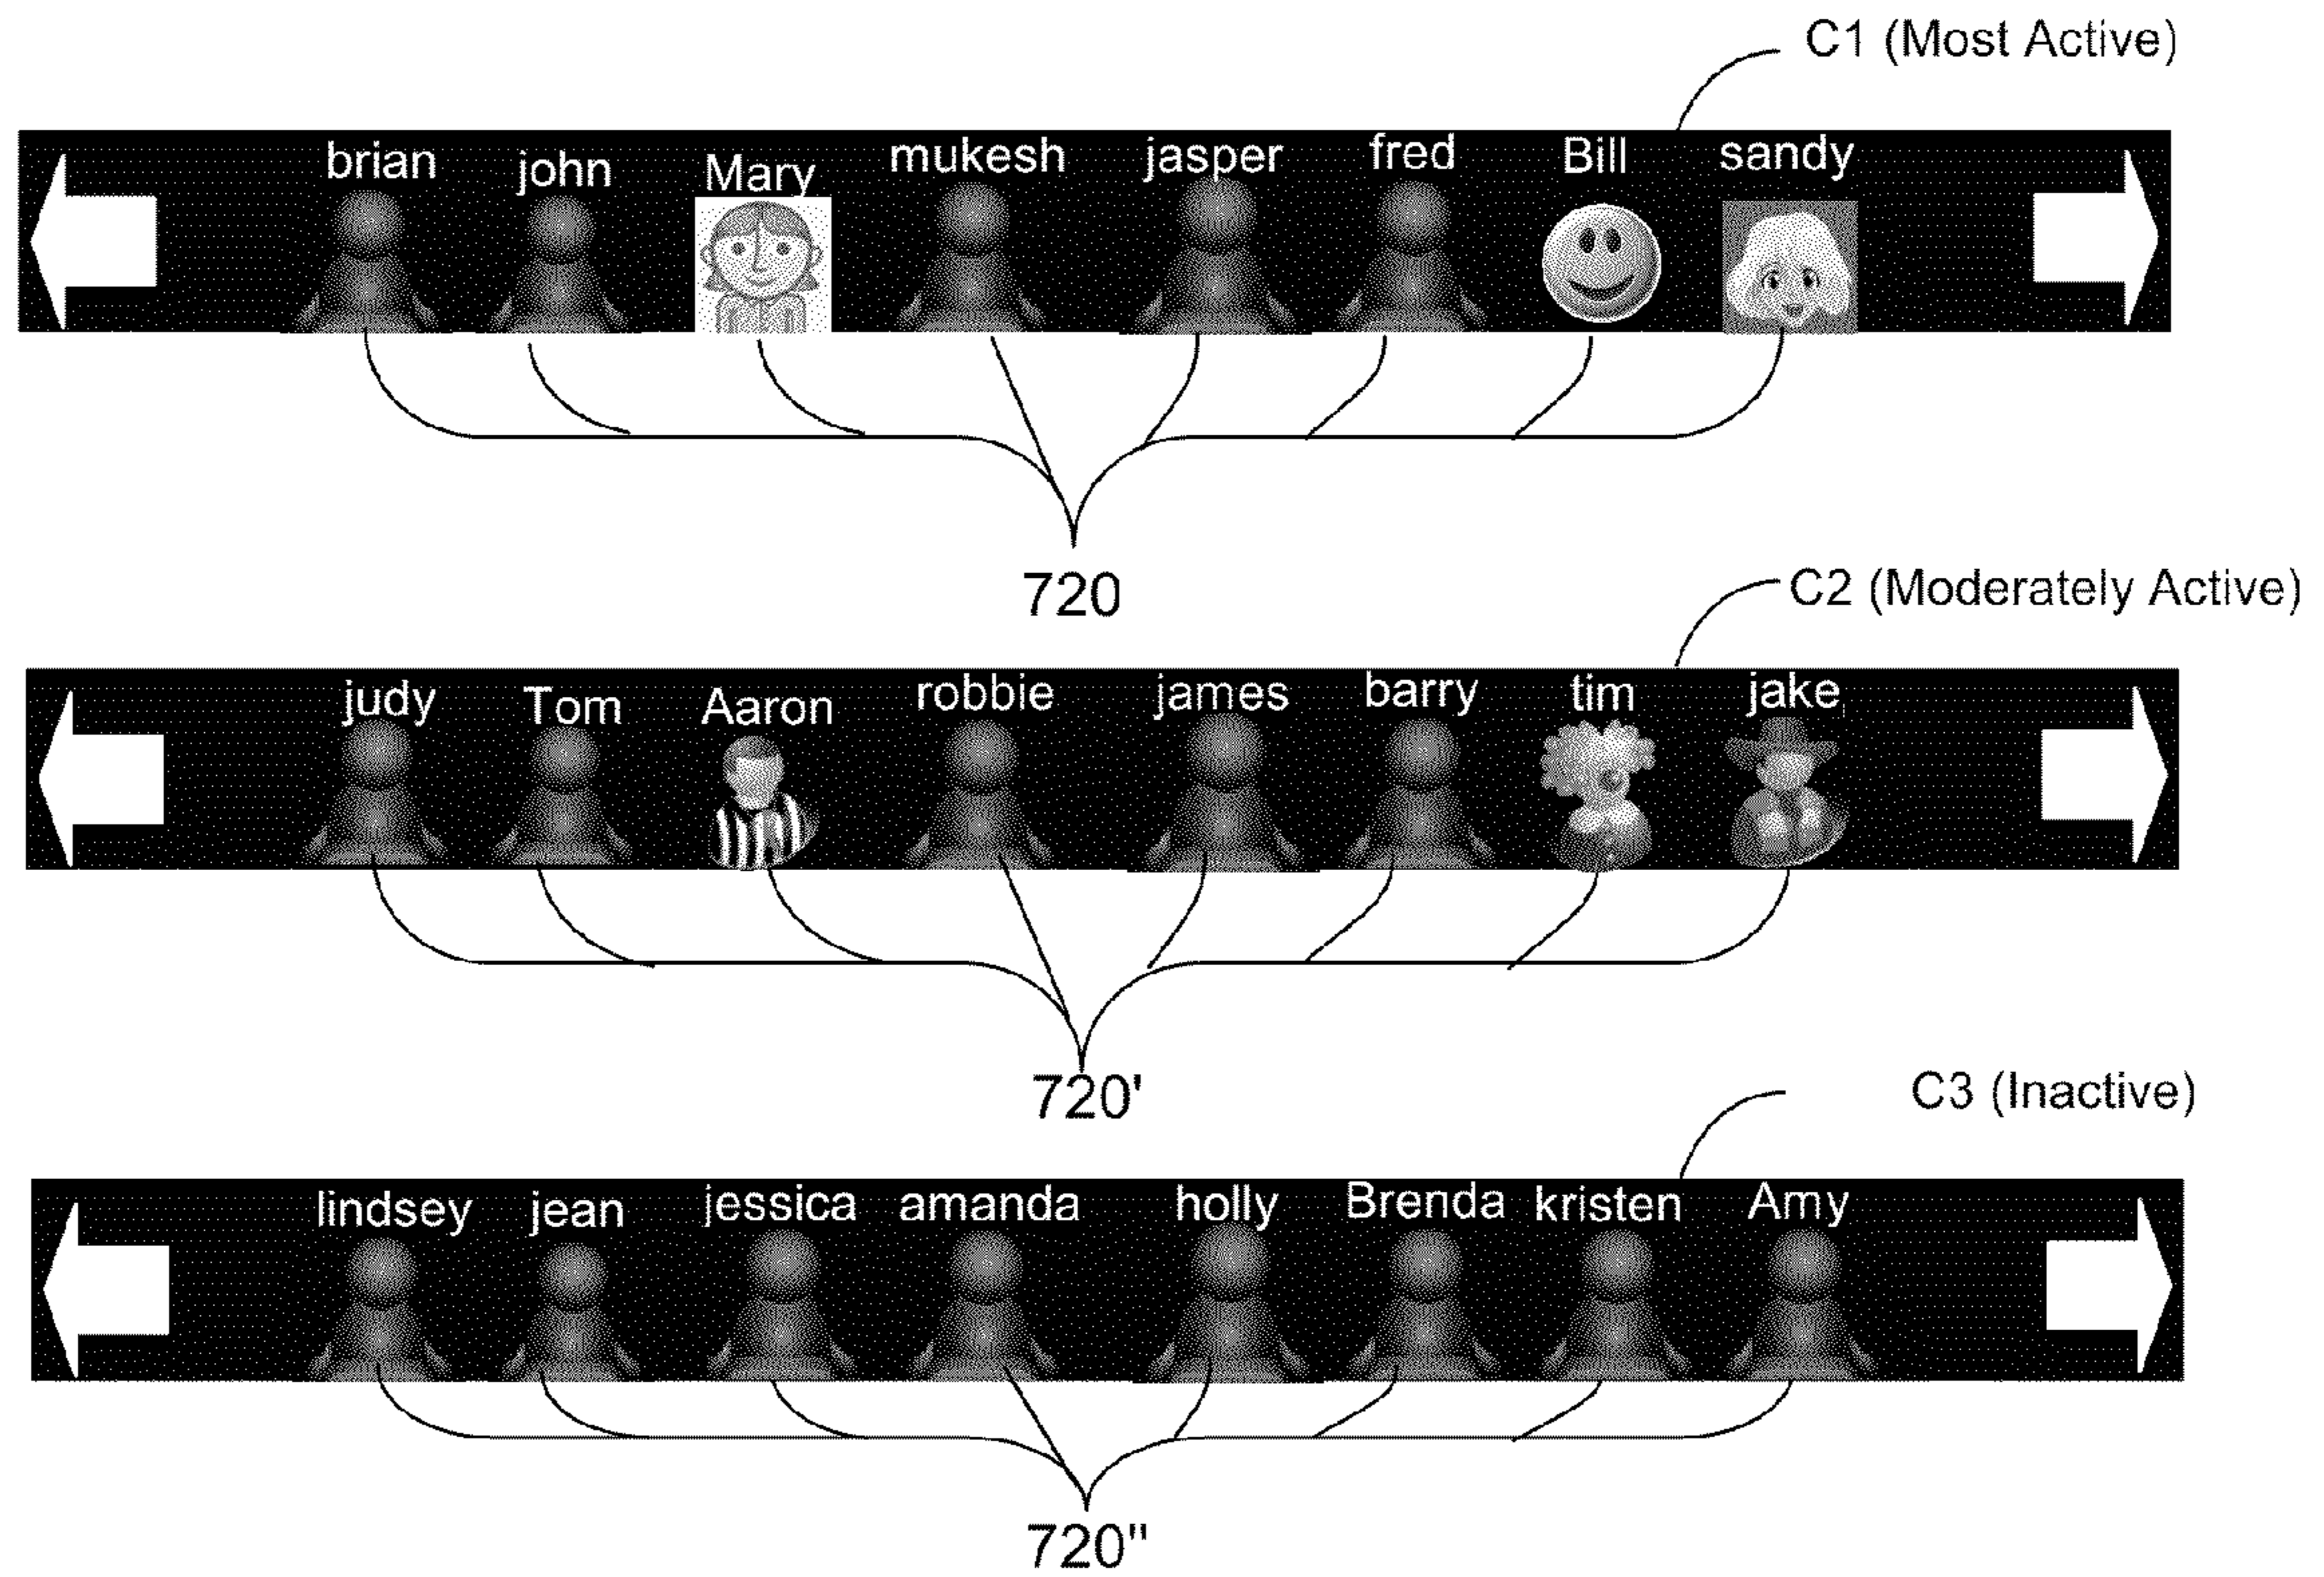 C1 (Most Active)
brian john Mary mukesh jasper fred Bill sandy
720
C2 (Moderately Active)
judy Tom Aaron robbie james barry tim jake
720'
C3 (Inactive)
lindsey jean jessica amanda holly Brenda kristen Amy
720"